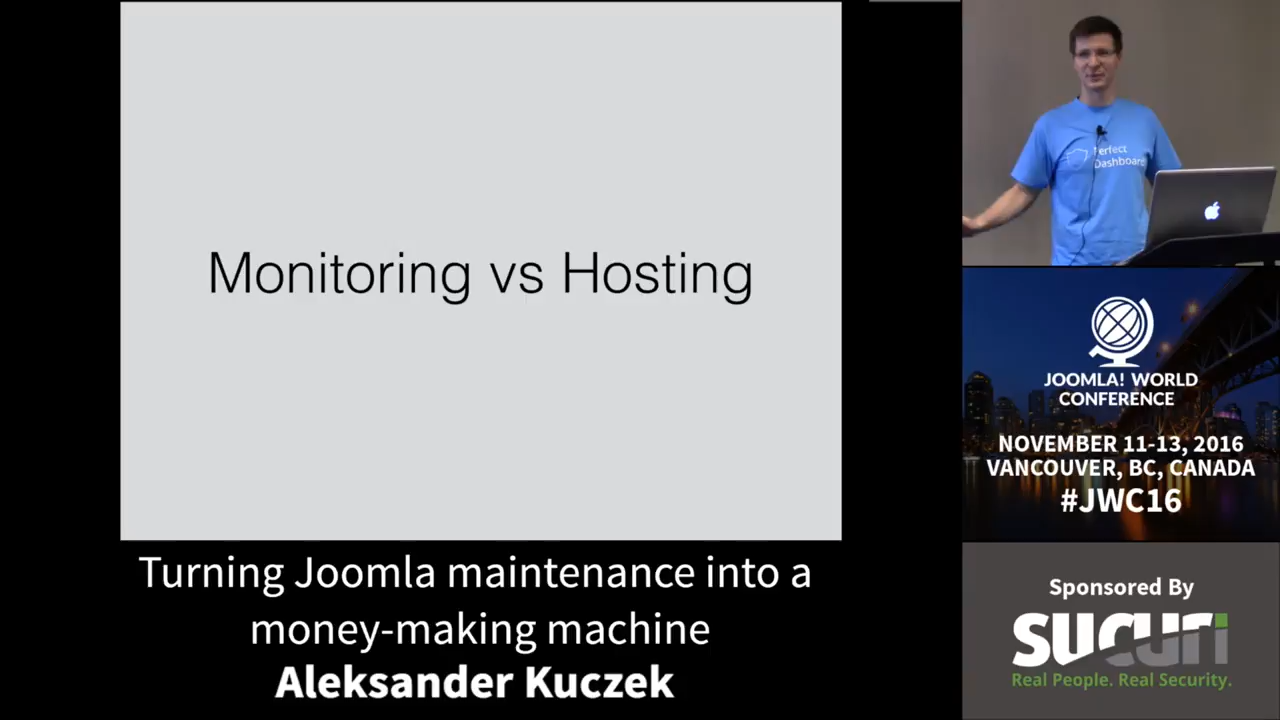 Monitoring vs Hosting
Perfect
Dashboard
JOOMLA! WORLD
CONFERENCE
NOVEMBER 11-13, 2016
VANCOUVER, BC, CANADA
#JWC16
Turning Joomla maintenance into a
money-making machine
Aleksander Kuczek
Sponsored By
SUCURI
Real People. Real Security.